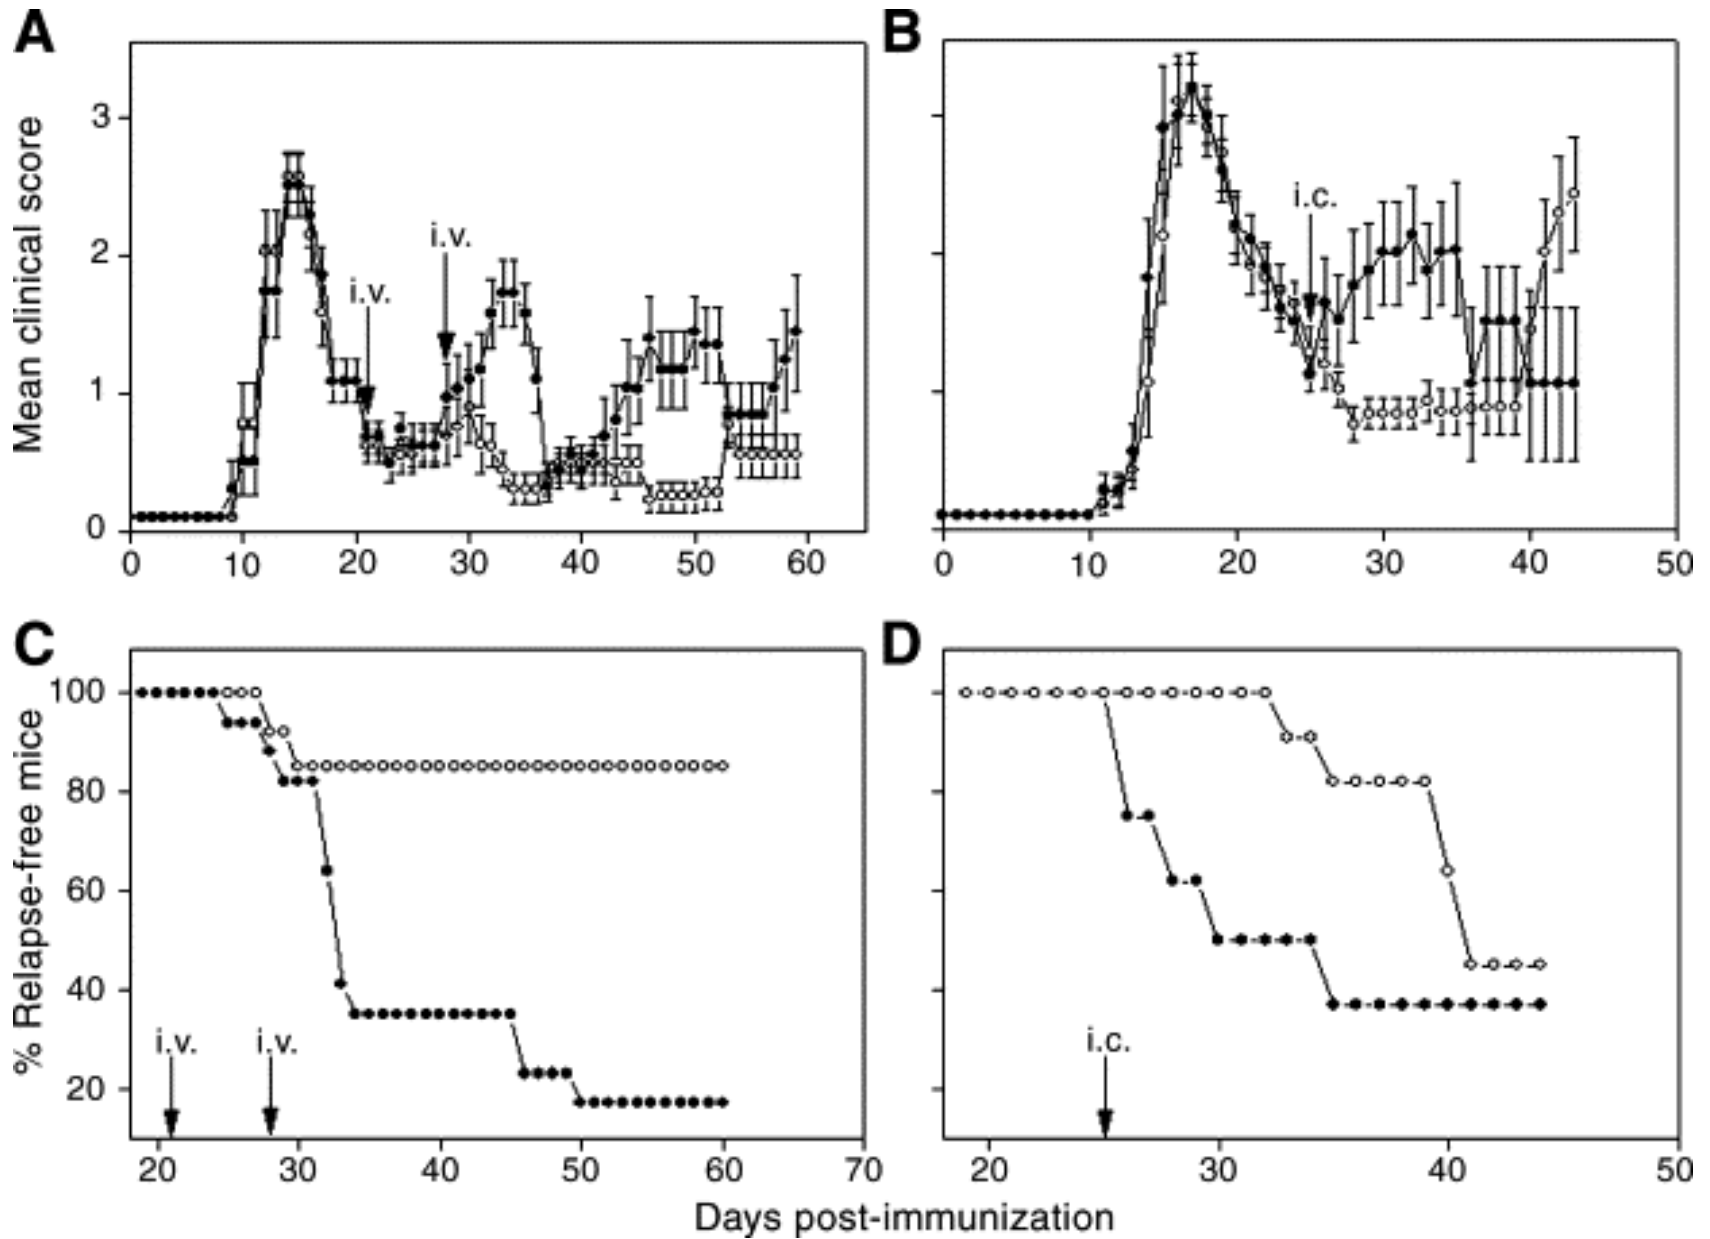 A
B
Mean clinical score
3
2
1
0
i.v.
i.v.
i.c.
0 10 20 30 40 50 60
0 10 20 30 40 50
C
D
% Relapse-free mice
100
80
60
40
20
i.v. i.v.
i.c.
20 30 40 50 60 70
20 30 40 50
Days post-immunization